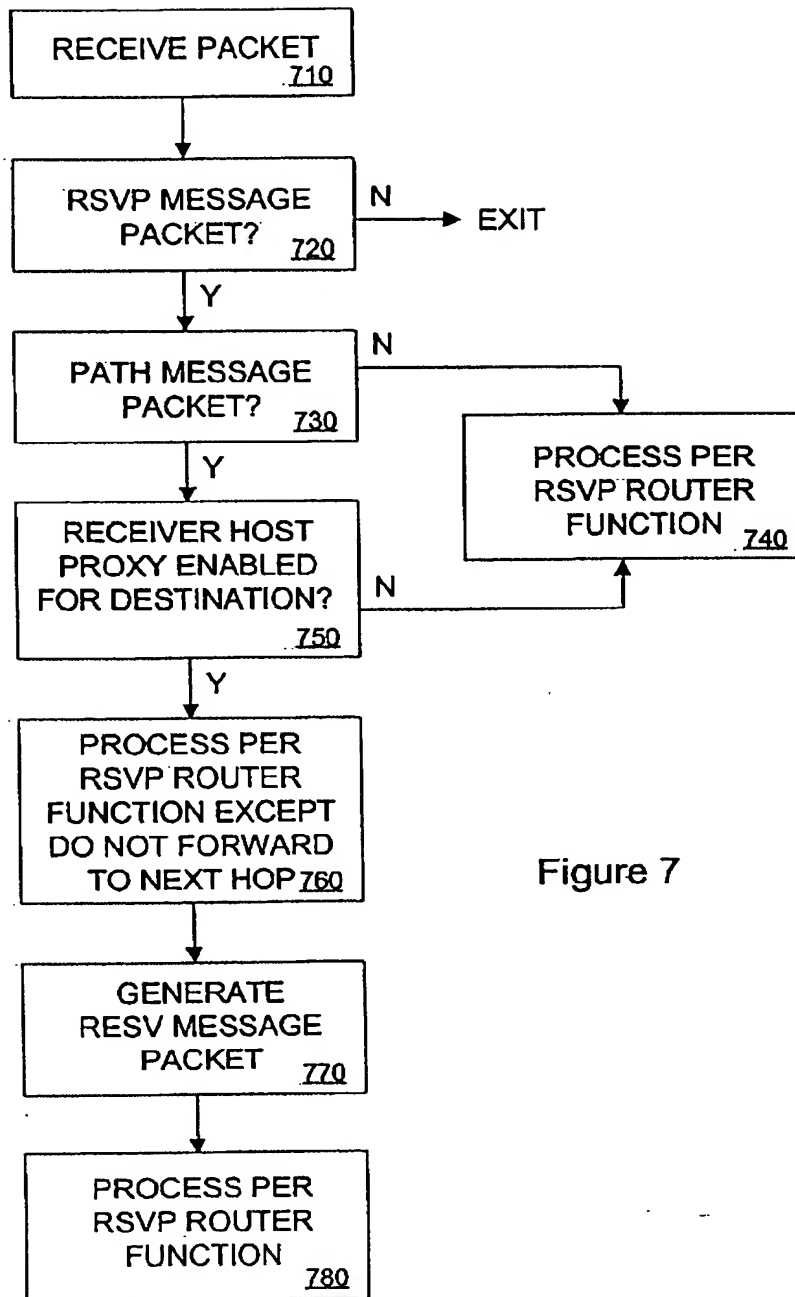 RECEIVE PACKET
710
RSVP MESSAGE
PACKET?
720
N
EXIT
Y
PATH MESSAGE
PACKET?
730
N
Y
PROCESS PER
RSVP ROUTER
FUNCTION
740
RECEIVER HOST
PROXY ENABLED
FOR DESTINATION?
750
N
Y
PROCESS PER
RSVP ROUTER
FUNCTION EXCEPT
DO NOT FORWARD
TO NEXT HOP 760
Figure 7
GENERATE
RESV MESSAGE
PACKET
770
PROCESS PER
RSVP ROUTER
FUNCTION
780